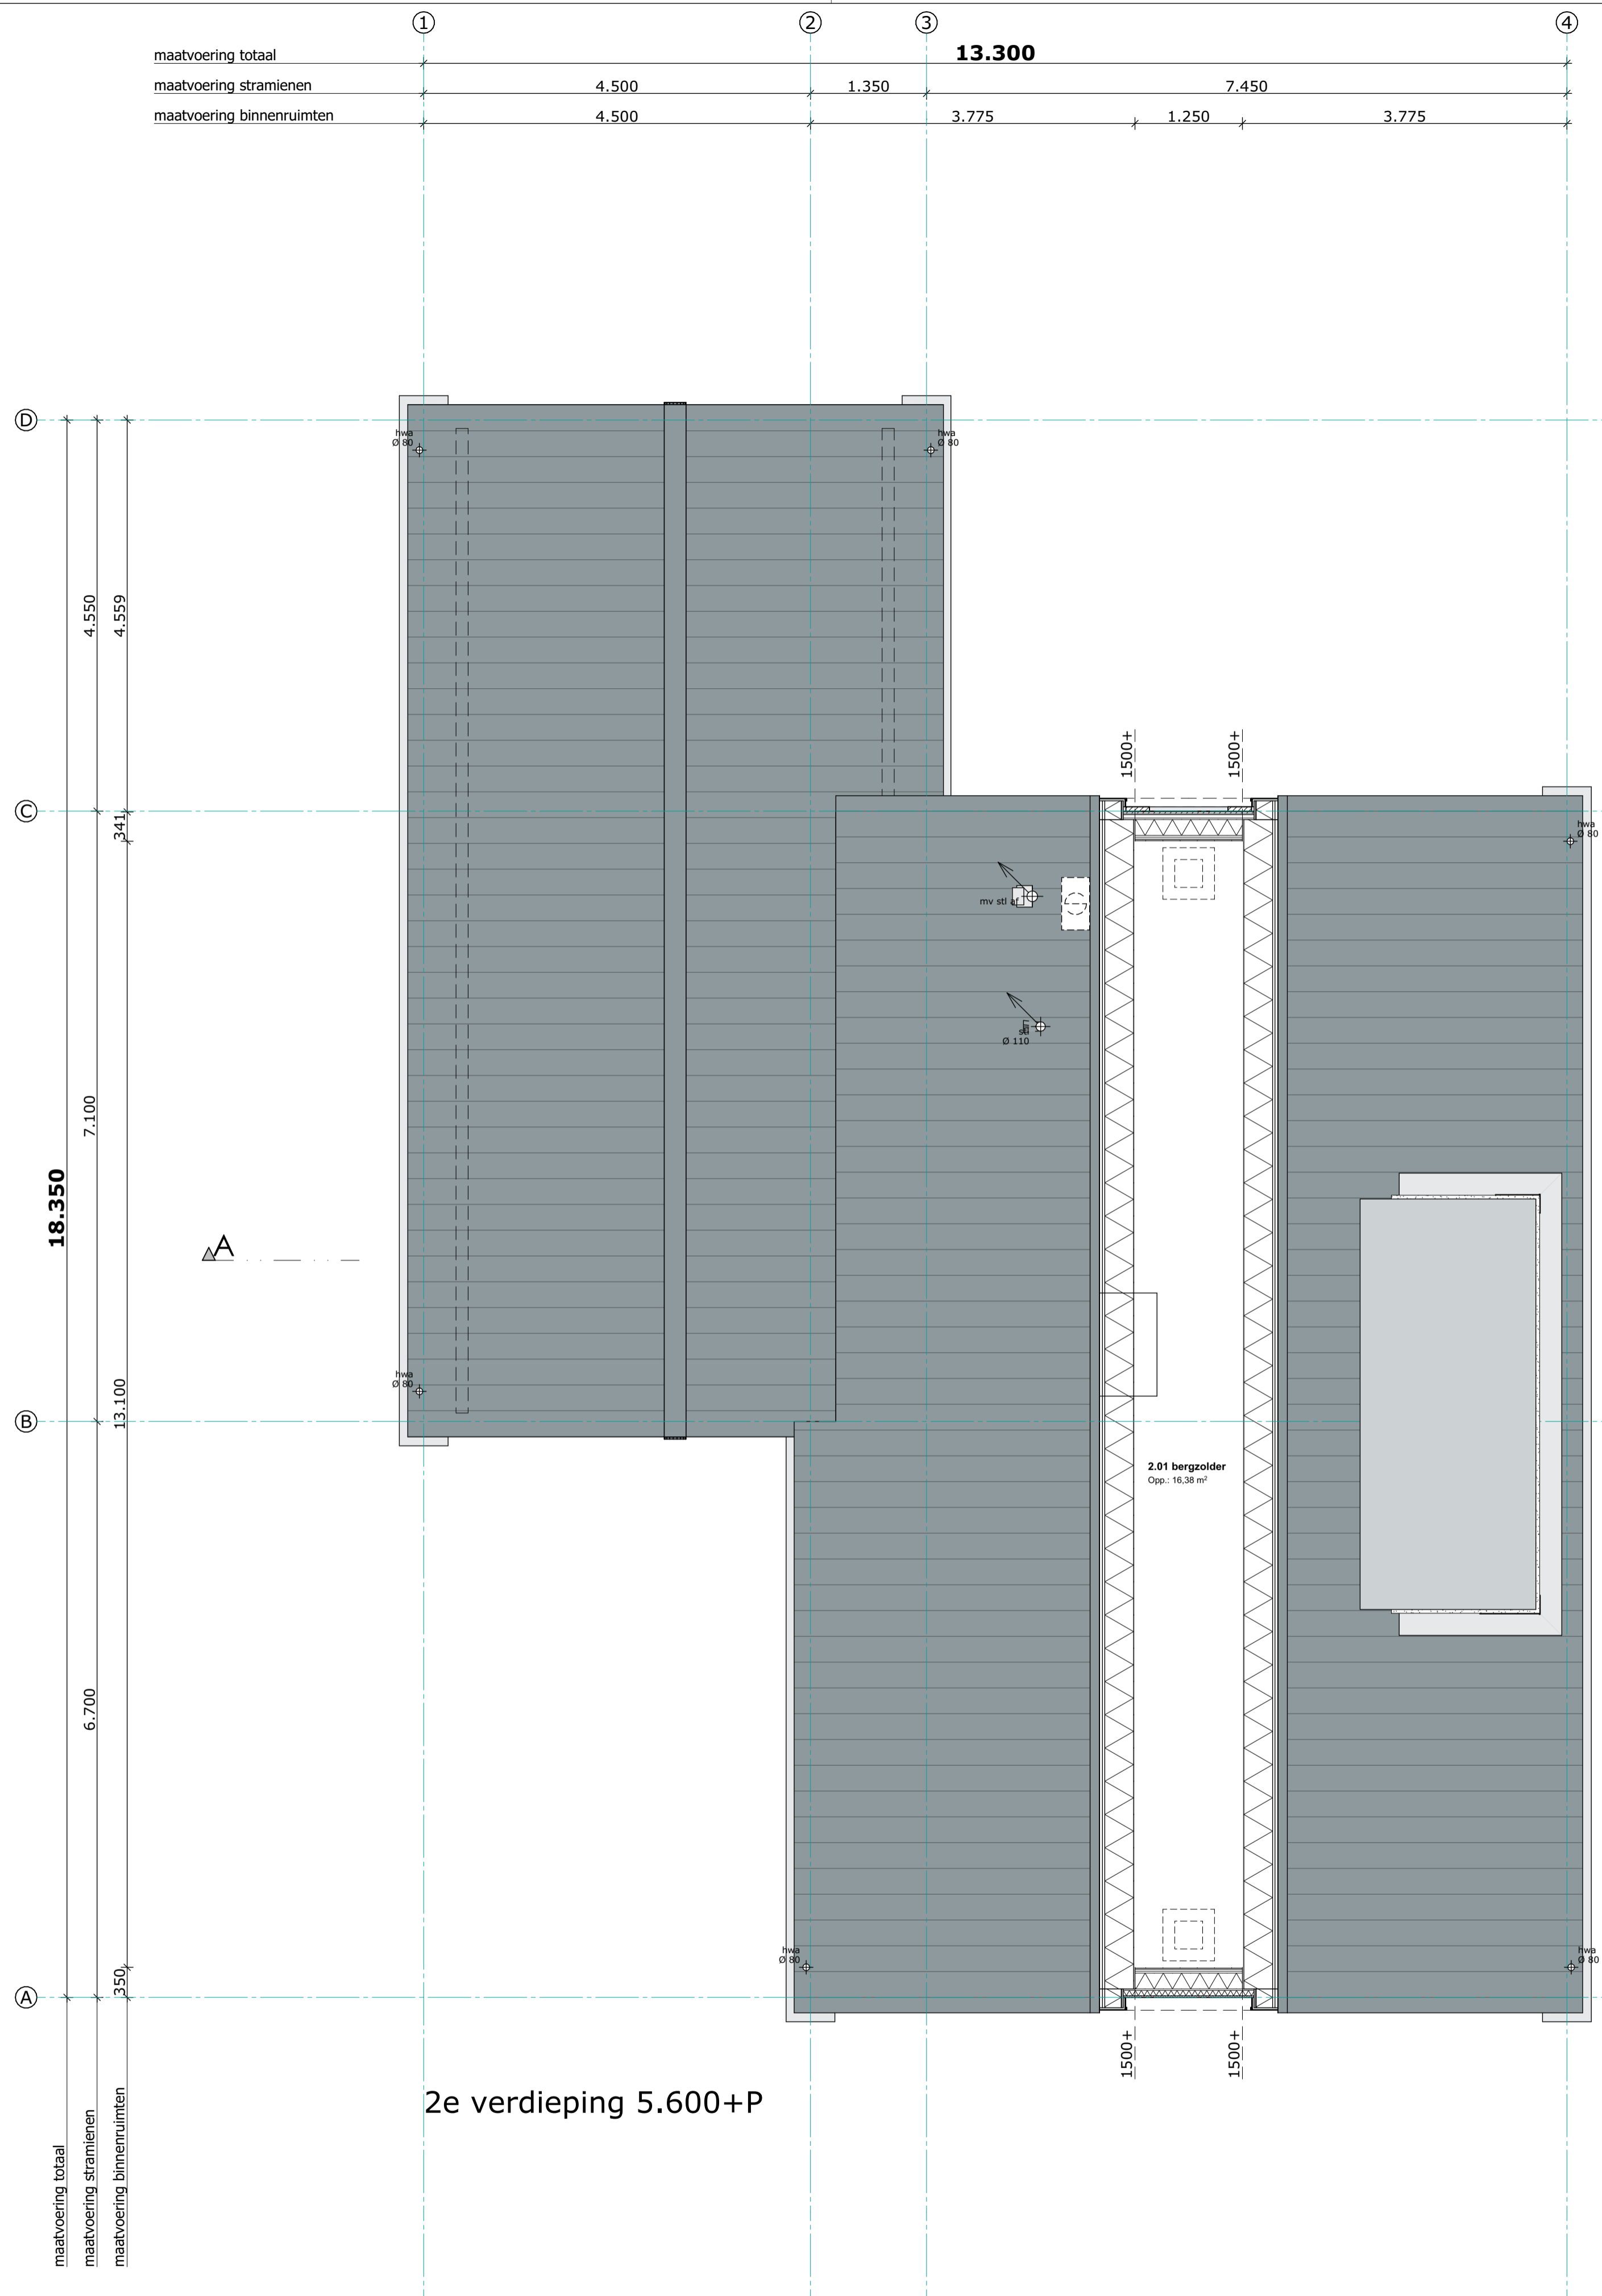 1 2 3 4
maatvoering totaal 13.300
maatvoering stramienen 4.500 1.350 7.450
maatvoering binnenruimten 4.500 3.775 1.250 3.775
D
hwa
Ø 80
hwa
Ø 80
4.550
4.559
1500+
1500+
C
341
hwa
Ø 80
mv stl af
stl
Ø 110
7.100
18.350
A
hwa
Ø 80
13.100
B
2.01 bergzolder
Opp.: 16,38 m²
6.700
hwa
Ø 80
hwa
Ø 80
350
A
1500+
1500+
2e verdieping 5.600+P
maatvoering totaal
maatvoering stramienen
maatvoering binnenruimten